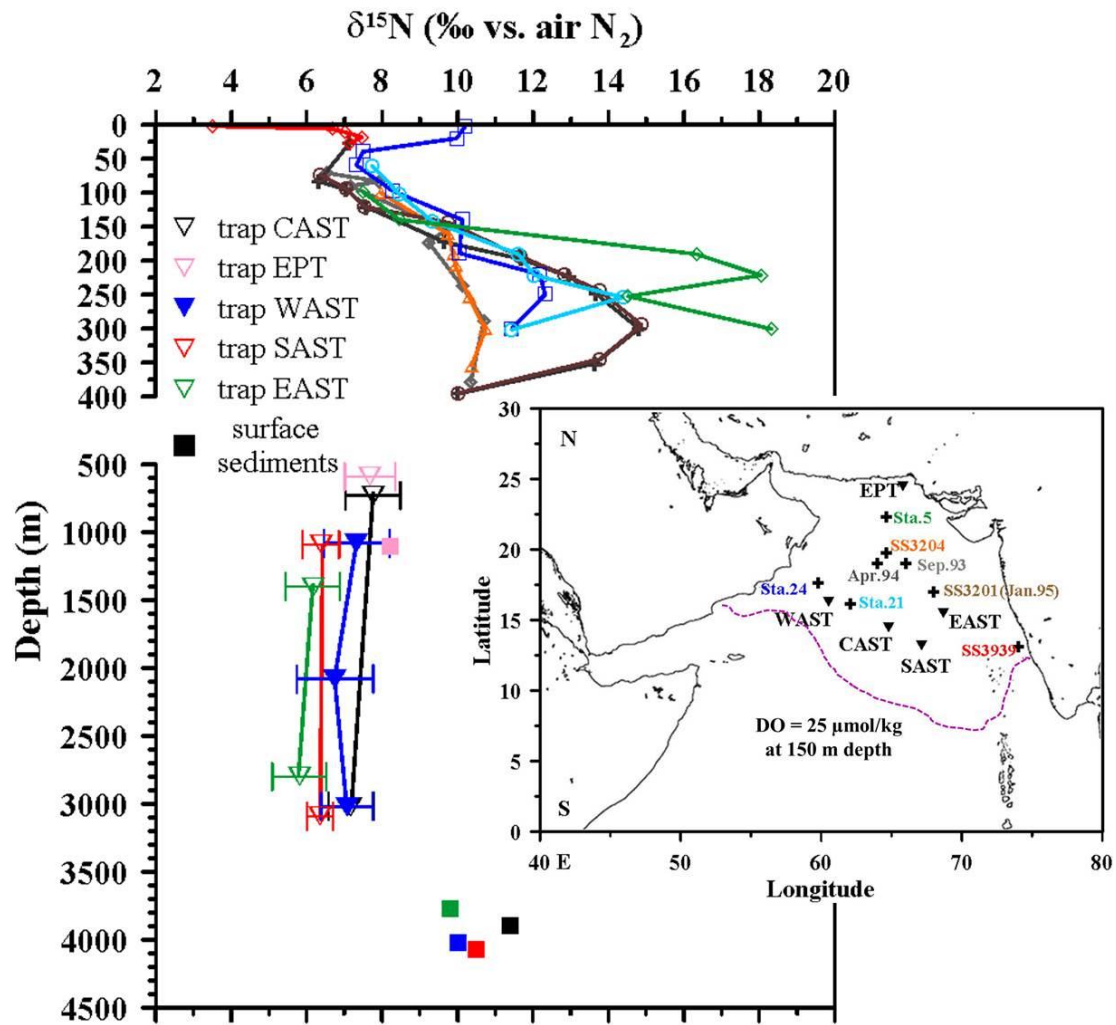 δ¹⁵N (‰ vs. air N₂)
2 4 6 8 10 12 14 16 18 20
0
50
100
150
200
250
300
350
400
trap CAST
trap EPT
trap WAST
trap SAST
trap EAST
surface
sediments
Depth (m)
500
1000
1500
2000
2500
3000
3500
4000
4500
30
25
20
15
10
5
0
Latitude
N
EPT
Sta.5
SS3204
Apr.94 Sep.93
Sta.24 SS3201(Jan.95)
Sta.21
WAST EAST
CAST
SAST SS3939
DO = 25 µmol/kg
at 150 m depth
S
40 E 50 60 70 80
Longitude